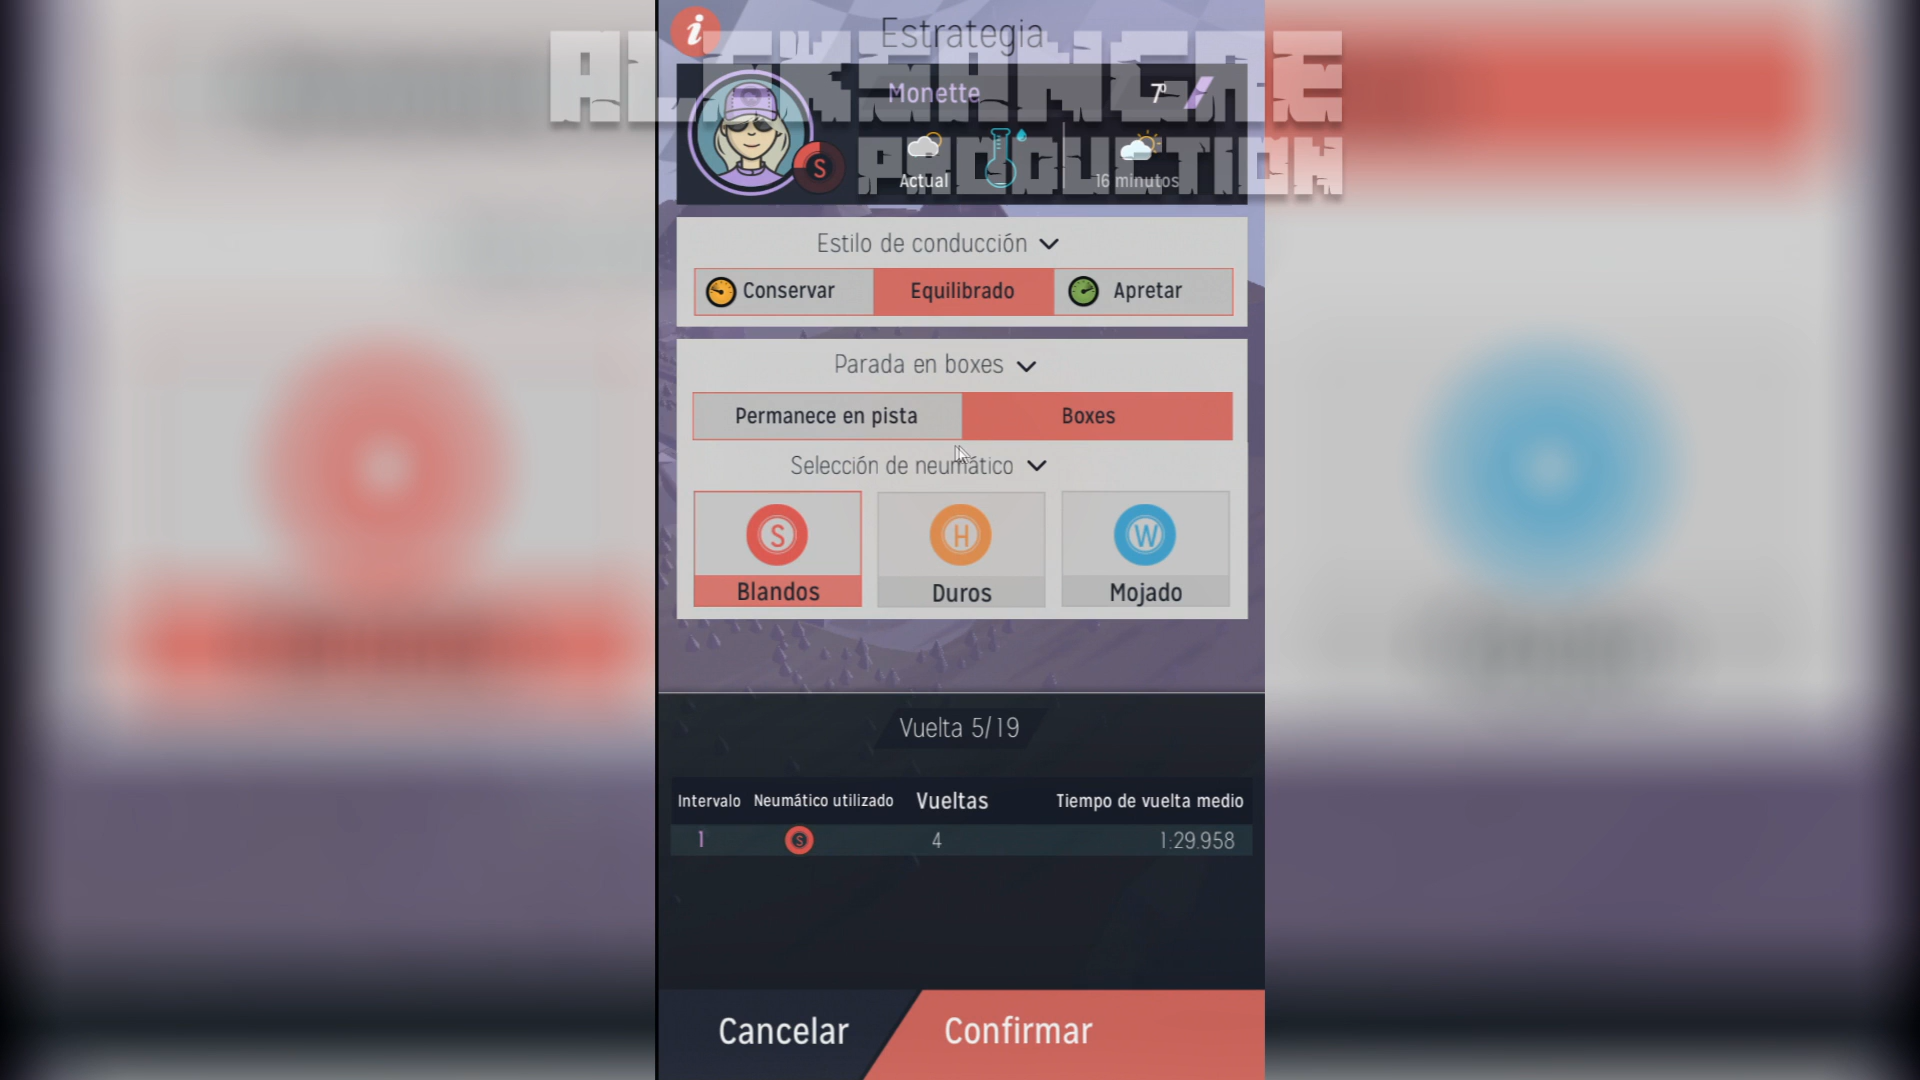 i
Estrategia
ALEXSANGNE
PRODUCTION
Monette
7º
S
Actual
16 minutos
Estilo de conducción
Conservar
Equilibrado
Apretar
Parada en boxes
Permanece en pista
Boxes
Selección de neumático
S
H
W
Blandos
Duros
Mojado
Vuelta 5/19
Intervalo
Neumático utilizado
Vueltas
Tiempo de vuelta medio
1
S
4
1:29.958
Cancelar
Confirmar